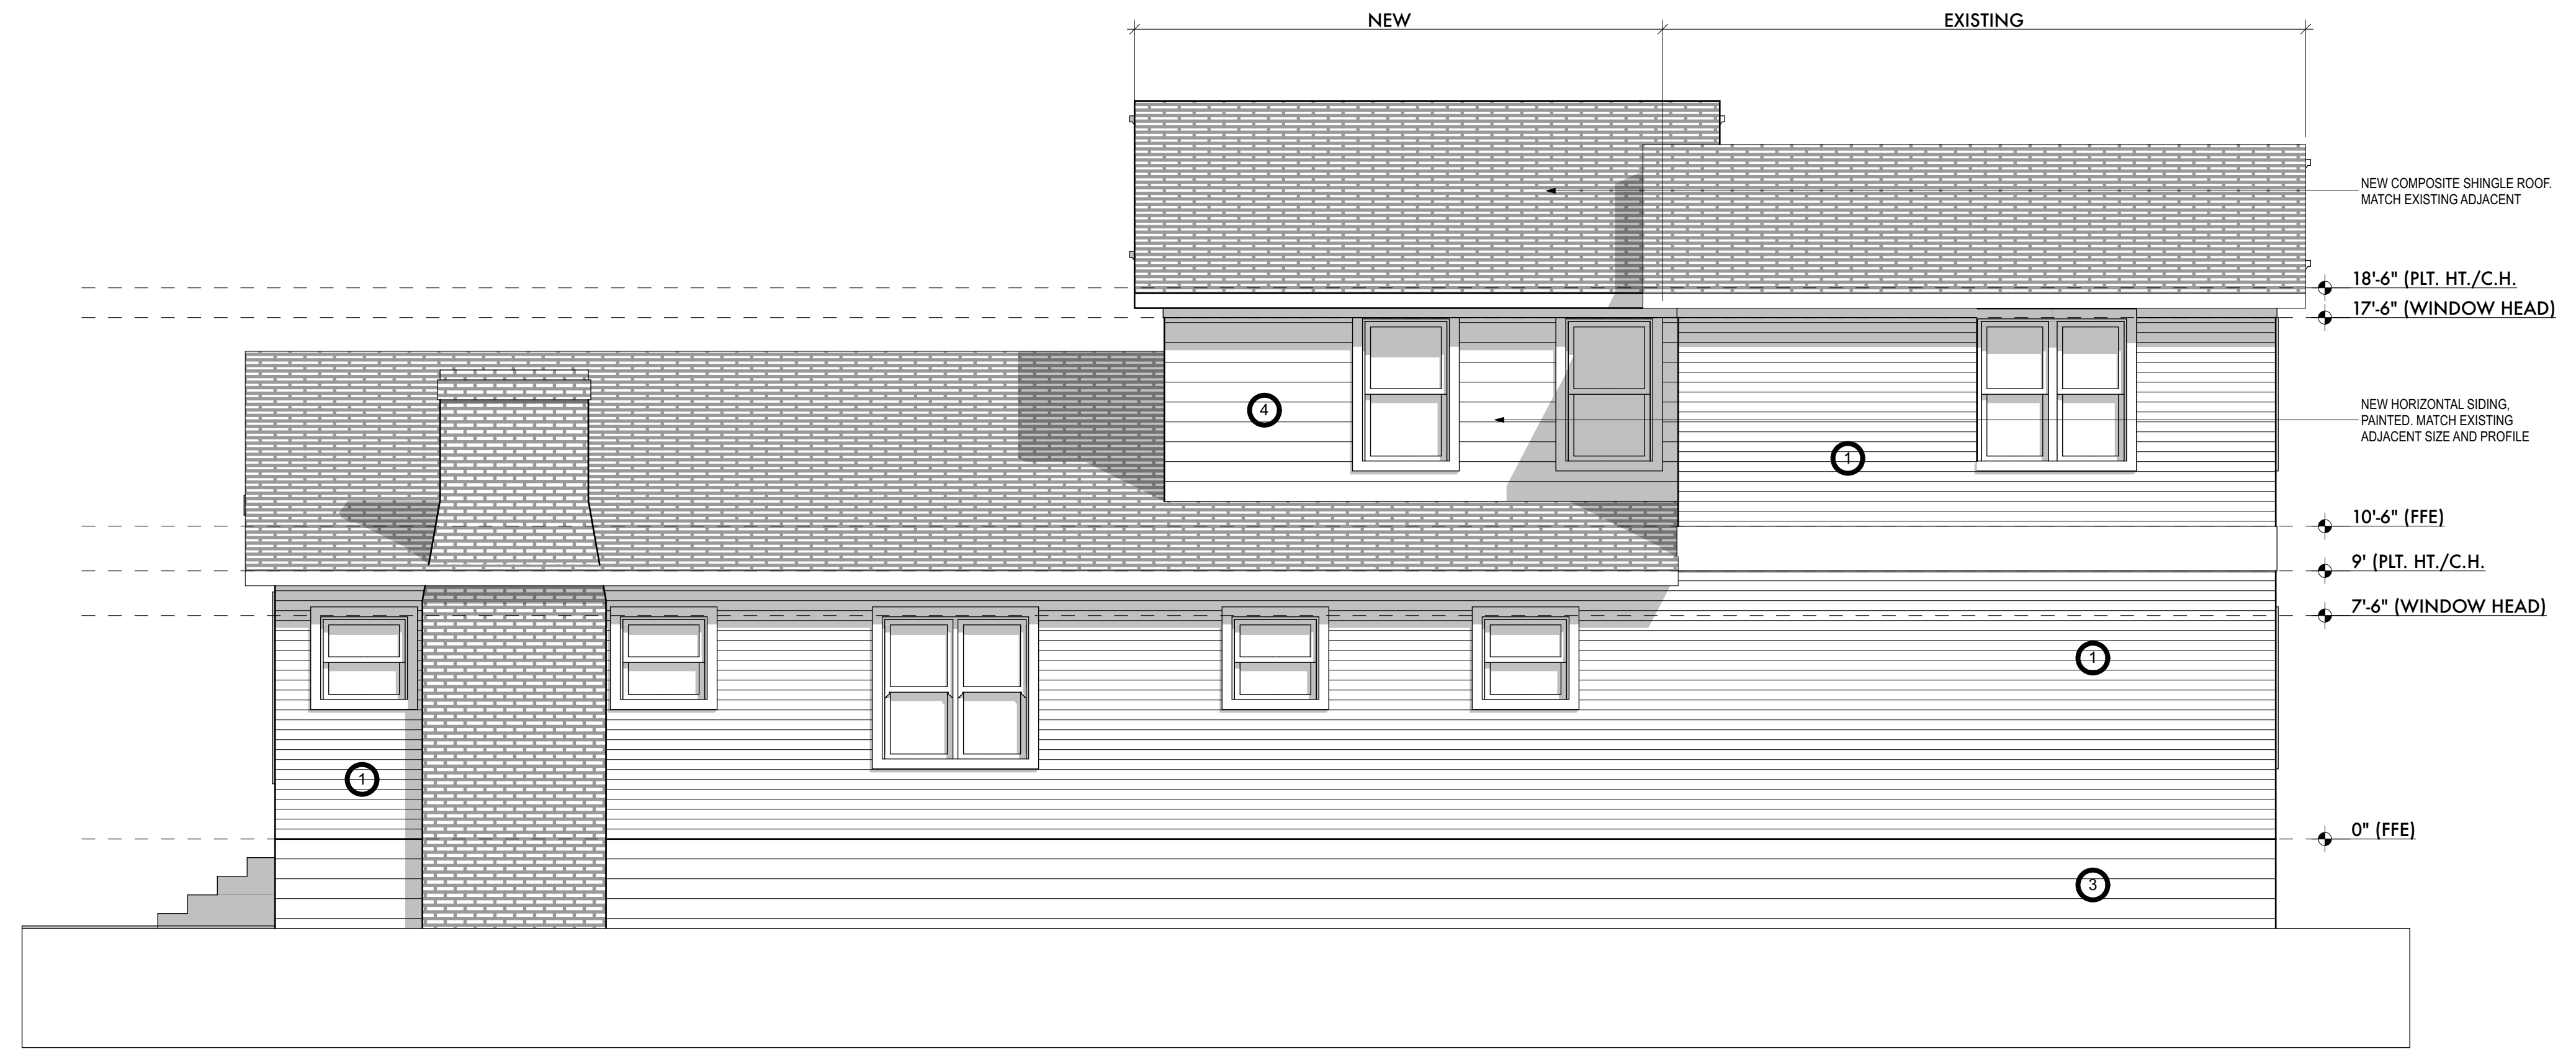 NEW
EXISTING
NEW COMPOSITE SHINGLE ROOF.
MATCH EXISTING ADJACENT
18'-6" (PLT. HT./C.H.
17'-6" (WINDOW HEAD)
4
NEW HORIZONTAL SIDING,
PAINTED. MATCH EXISTING
ADJACENT SIZE AND PROFILE
1
10'-6" (FFE)
9' (PLT. HT./C.H.
7'-6" (WINDOW HEAD)
1
1
0" (FFE)
3